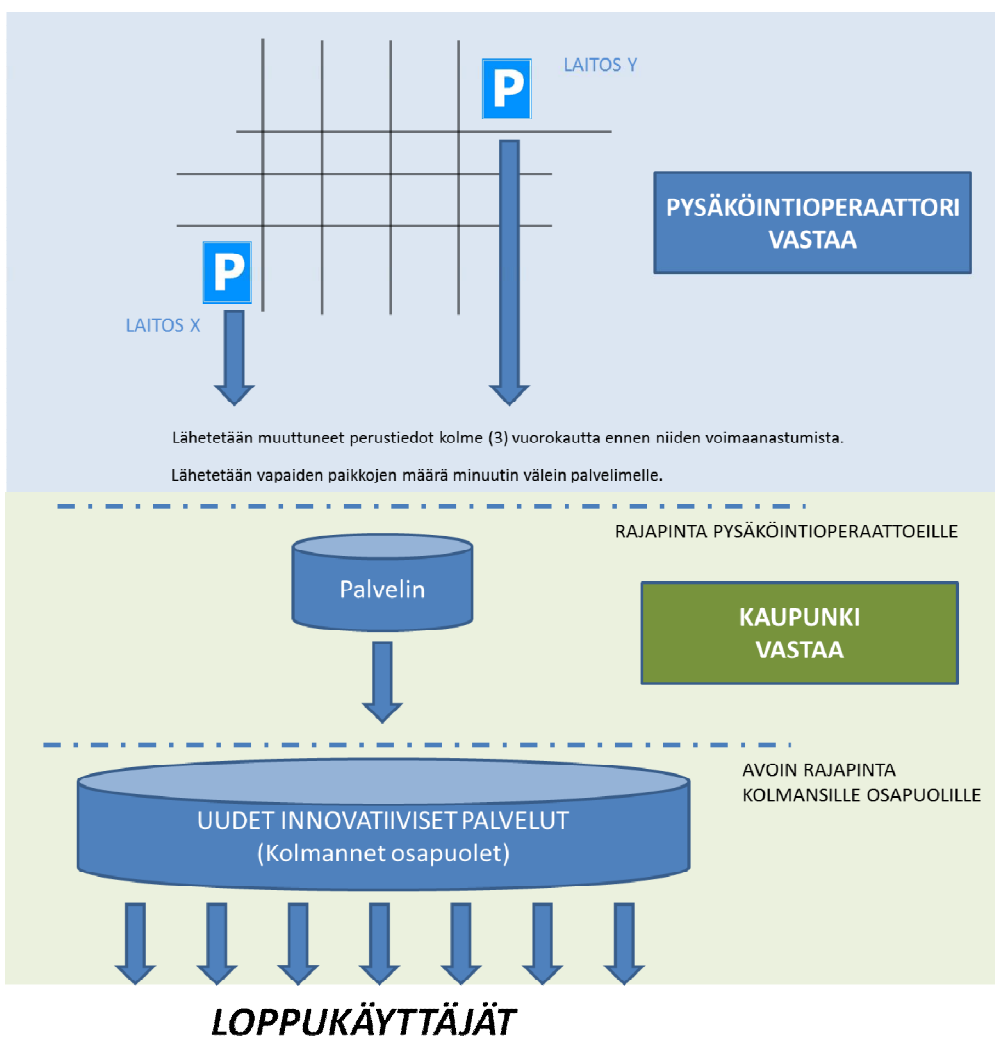 LAITOS Y
P
PYSÄKÖINTIOPERAATTORI
VASTAA
P
LAITOS X
Lähetetään muuttuneet perustiedot kolme (3) vuorokautta ennen niiden voimaanastumista.
Lähetetään vapaiden paikkojen määrä minuutin välein palvelimelle.
RAJAPINTA PYSÄKÖINTIOPERAATTOEILLE
Palvelin
KAUPUNKI
VASTAA
AVOIN RAJAPINTA
KOLMANSILLE OSAPUOLILLE
UUDET INNOVATIIVISET PALVELUT
(Kolmannet osapuolet)
LOPPUKÄYTTÄJÄT